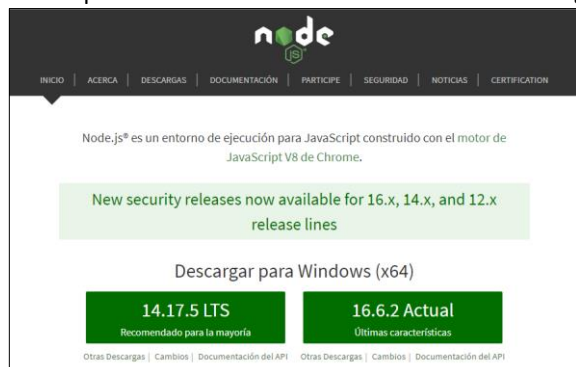 node
JS
INICIO | ACERCA | DESCARGAS | DOCUMENTACIÓN | PARTICIPE | SEGURIDAD | NOTICIAS | CERTIFICATION
Node.js® es un entorno de ejecución para JavaScript construido con el motor de
JavaScript V8 de Chrome.
New security releases now available for 16.x, 14.x, and 12.x
release lines
Descargar para Windows (x64)
14.17.5 LTS
Recomendado para la mayoría
16.6.2 Actual
Últimas características
Otras Descargas | Cambios | Documentación del API
Otras Descargas | Cambios | Documentación del API